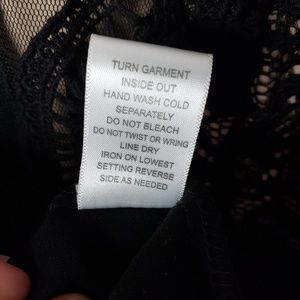 TURN GARMENT
INSIDE OUT
HAND WASH COLD
SEPARATELY
DO NOT BLEACH
DO NOT TWIST OR WRING
LINE DRY
IRON ON LOWEST
SETTING REVERSE
SIDE AS NEEDED